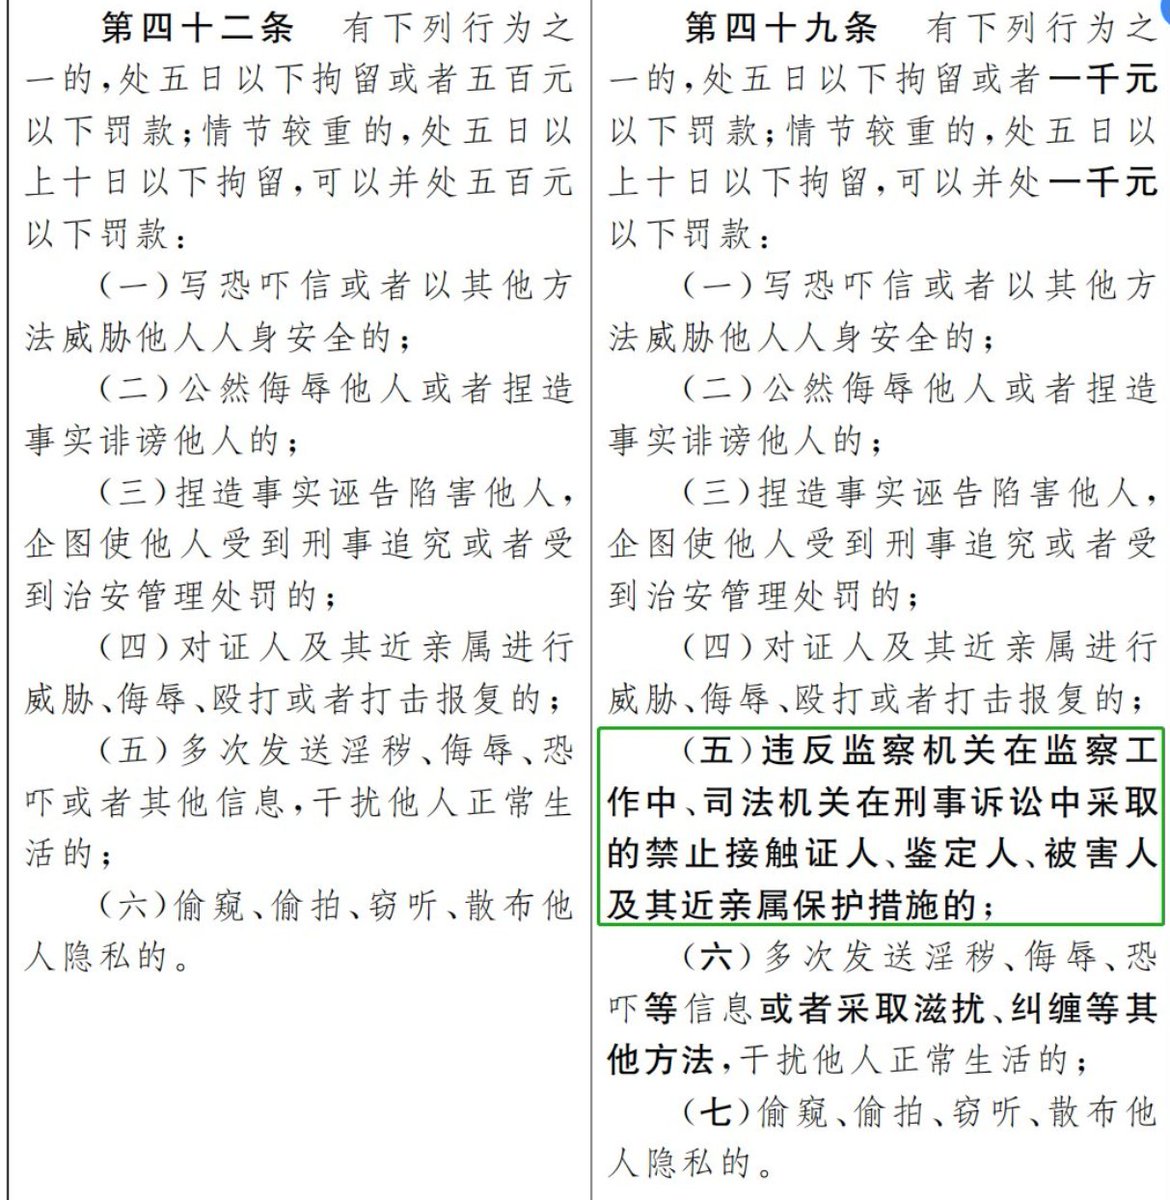 第四十二条 有下列行为之
一的,处五日以下拘留或者五百元
以下罚款;情节较重的,处五日以
上十日以下拘留,可以并处五百元
以下罚款:
(一)写恐吓信或者以其他方
法威胁他人人身安全的;
(二)公然侮辱他人或者捏造
事实诽谤他人的;
(三)捏造事实诬告陷害他人,
企图使他人受到刑事追究或者受
到治安管理处罚的;
(四)对证人及其近亲属进行
威胁、侮辱、殴打或者打击报复的;
(五)多次发送淫秽、侮辱、恐
吓或者其他信息,干扰他人正常生
活的;
(六)偷窥、偷拍、窃听、散布他
人隐私的。
第四十九条 有下列行为之
一的,处五日以下拘留或者一千元
以下罚款;情节较重的,处五日以
上十日以下拘留,可以并处一千元
以下罚款:
(一)写恐吓信或者以其他方
法威胁他人人身安全的;
(二)公然侮辱他人或者捏造
事实诽谤他人的;
(三)捏造事实诬告陷害他人,
企图使他人受到刑事追究或者受
到治安管理处罚的;
(四)对证人及其近亲属进行
威胁、侮辱、殴打或者打击报复的;
(五)违反监察机关在监察工
作中、司法机关在刑事诉讼中采取
的禁止接触证人、鉴定人、被害人
及其近亲属保护措施的;
(六)多次发送淫秽、侮辱、恐
吓等信息或者采取滋扰、纠缠等其
他方法,干扰他人正常生活的;
(七)偷窥、偷拍、窃听、散布他
人隐私的。